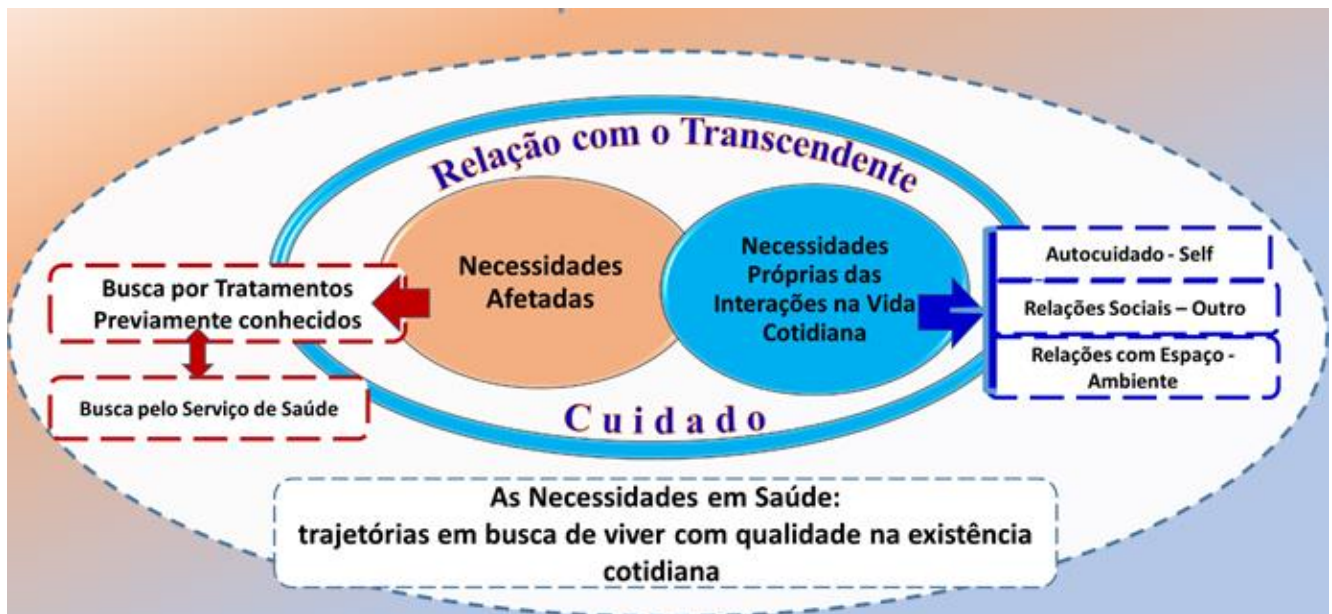 Relação com o Transcendente
Necessidades
Afetadas
Necessidades
Próprias das
Interações na Vida
Cotidiana
Busca por Tratamentos
Previamente conhecidos
Busca pelo Serviço de Saúde
Autocuidado - Self
Relações Sociais – Outro
Relações com Espaço -
Ambiente
Cuidado
As Necessidades em Saúde:
trajetórias em busca de viver com qualidade na existência
cotidiana